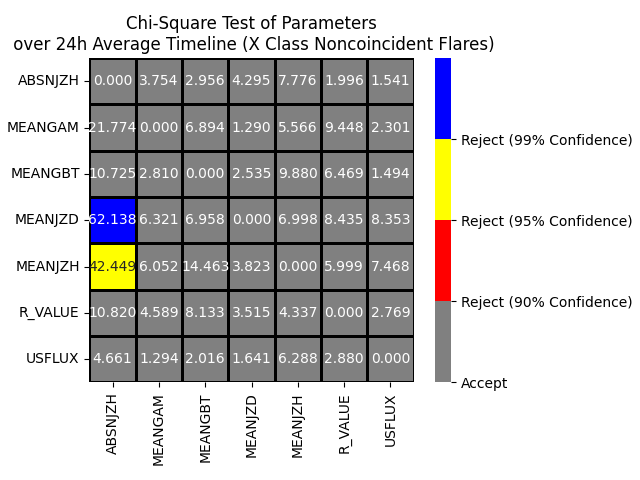 Chi-Square Test of Parameters
over 24h Average Timeline (X Class Noncoincident Flares)
ABSNJZH 0.000 3.754 2.956 4.295 7.776 1.996 1.541
MEANGAM 21.774 0.000 6.894 1.290 5.566 9.448 2.301
MEANGBT 10.725 2.810 0.000 2.535 9.880 6.469 1.494
MEANJZD 62.138 6.321 6.958 0.000 6.998 8.435 8.353
MEANJZH 42.449 6.052 14.463 3.823 0.000 5.999 7.468
R_VALUE 10.820 4.589 8.133 3.515 4.337 0.000 2.769
USFLUX 4.661 1.294 2.016 1.641 6.288 2.880 0.000
ABSNJZH MEANGAM MEANGBT MEANJZD MEANJZH R_VALUE USFLUX
Reject (99% Confidence)
Reject (95% Confidence)
Reject (90% Confidence)
Accept